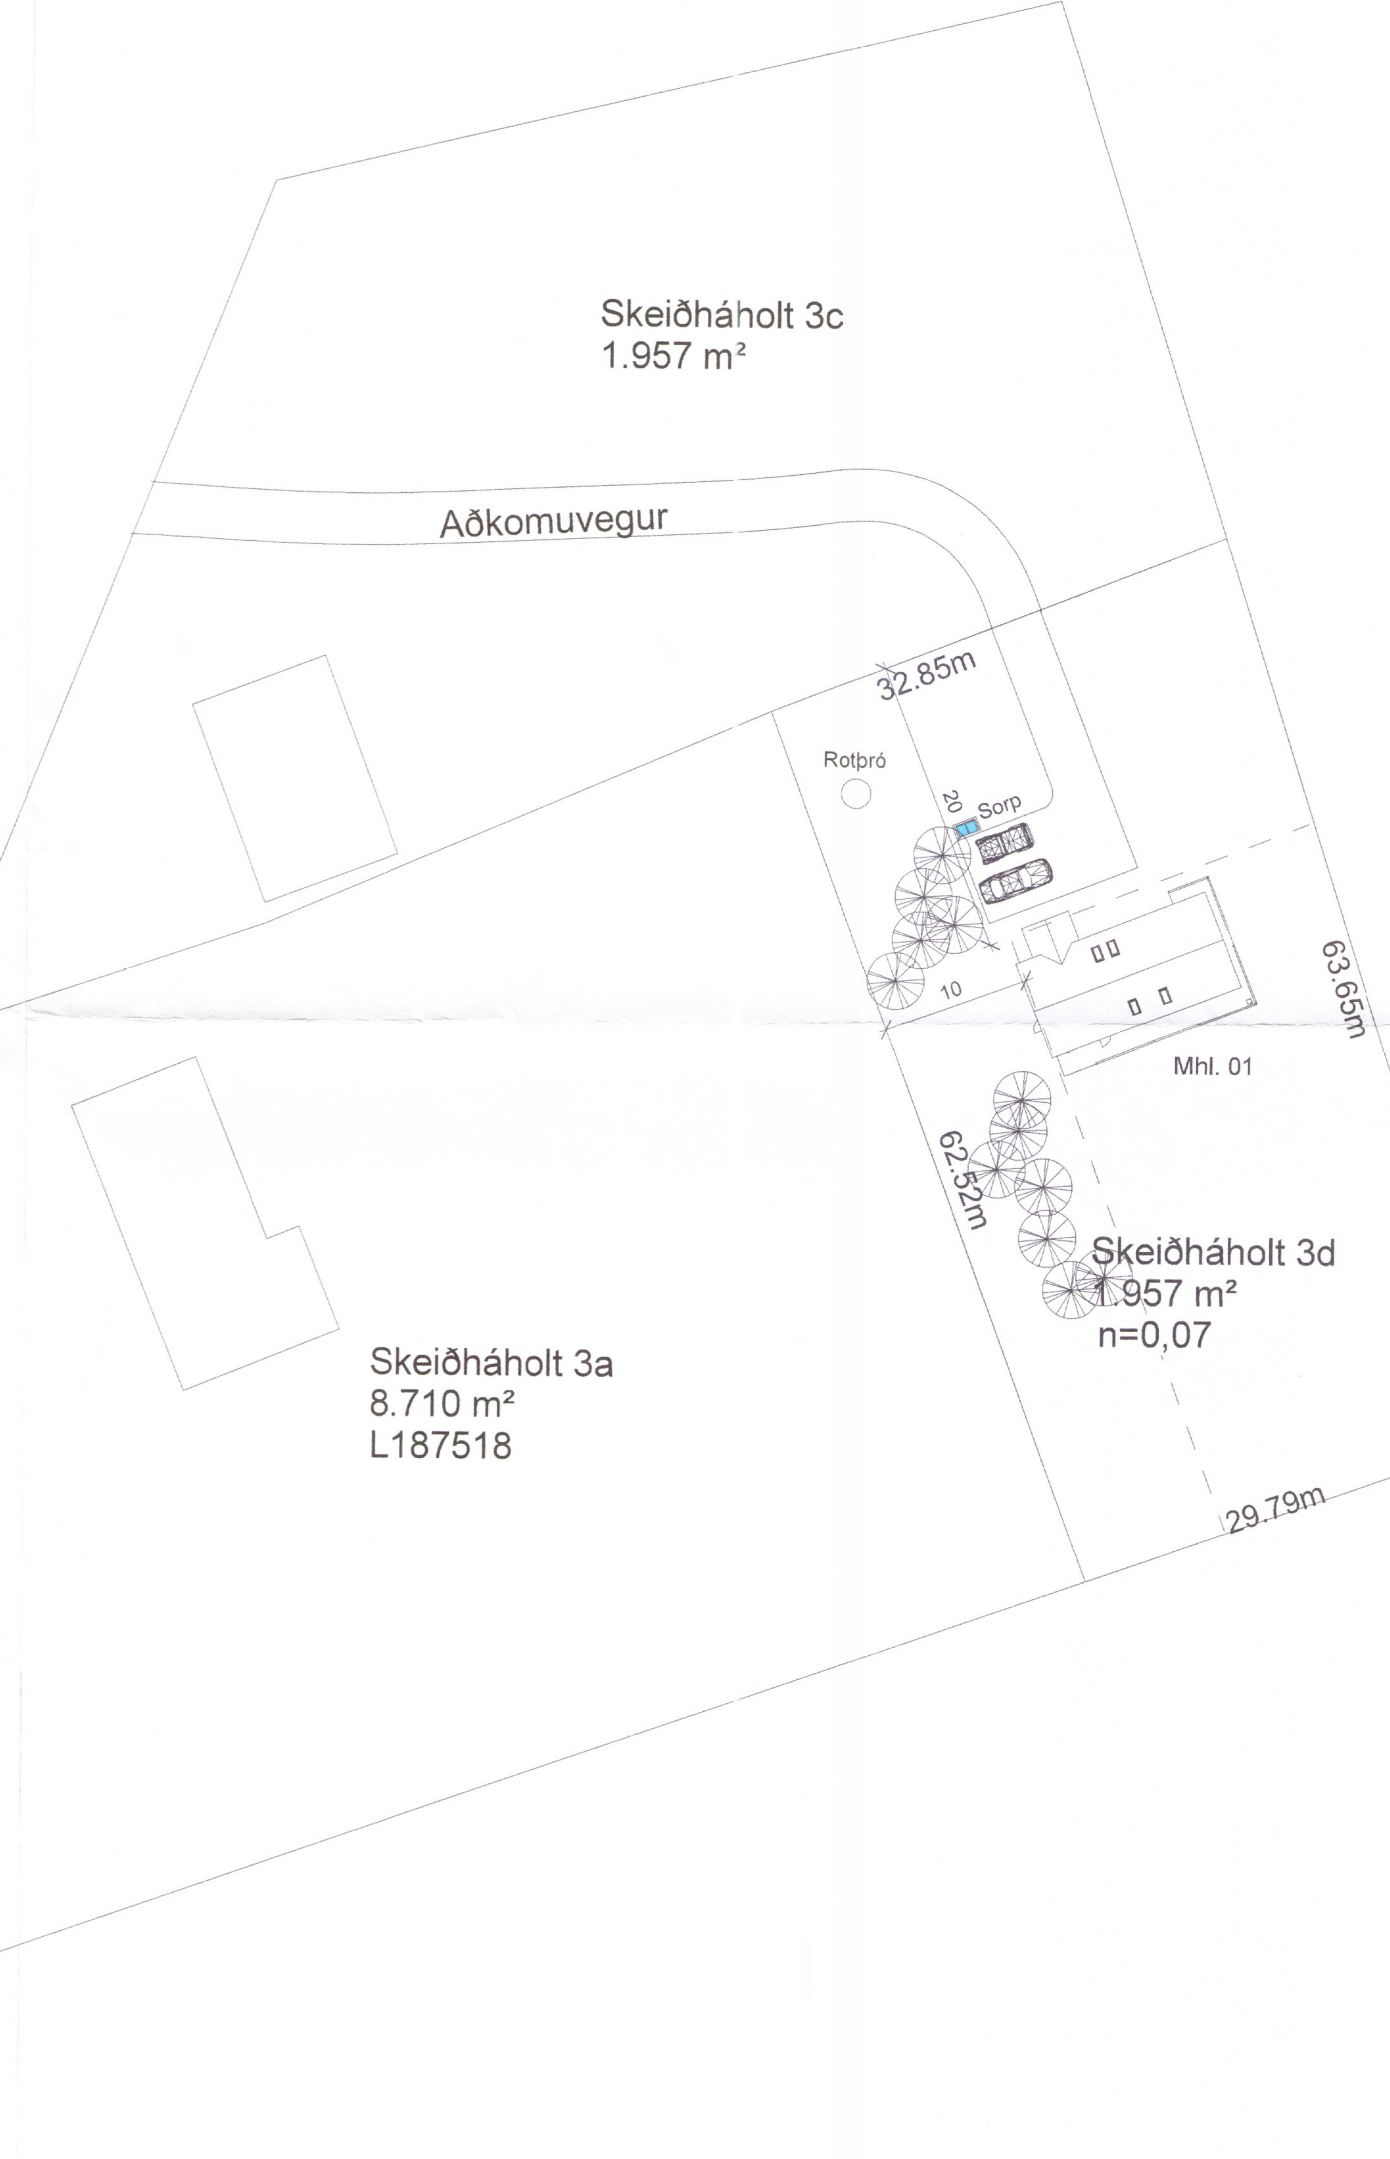 Skeiðháholt 3c
1.957 m²
Aðkomuvegur
32.85m
Rotþró
20
Sorp
10
63.65m
Mhl. 01
62.52m
Skeiðháholt 3d
1.957 m²
n=0,07
Skeiðháholt 3a
8.710 m²
L187518
29.79m